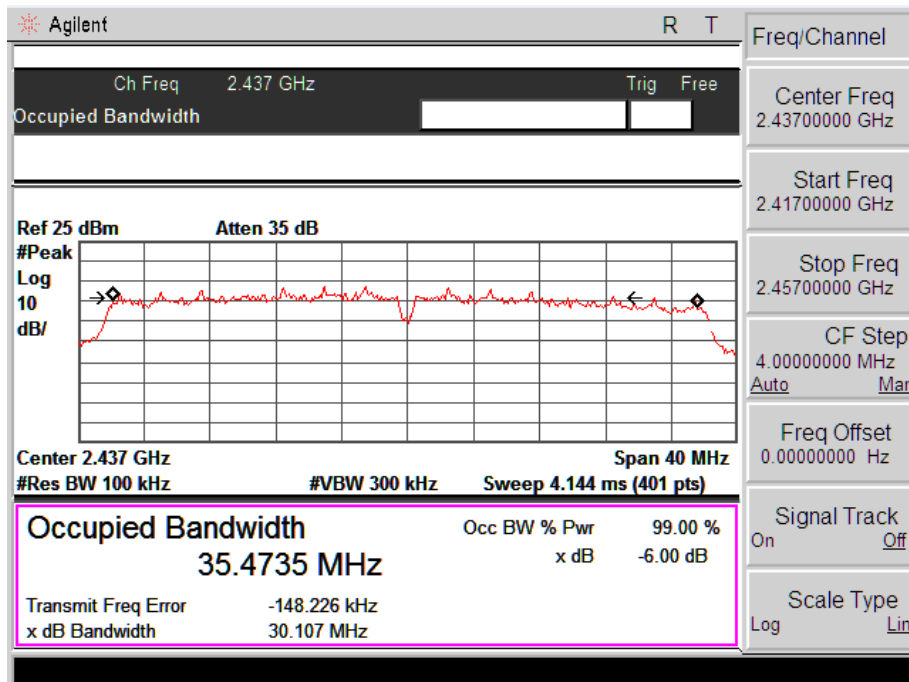 Agilent R T
Ch Freq 2.437 GHz Trig Free
Occupied Bandwidth
Ref 25 dBm Atten 35 dB
#Peak
Log
10
dB/
Center 2.437 GHz Span 40 MHz
#Res BW 100 kHz #VBW 300 kHz Sweep 4.144 ms (401 pts)
Occupied Bandwidth Occ BW % Pwr 99.00 %
35.4735 MHz x dB -6.00 dB
Transmit Freq Error -148.226 kHz
x dB Bandwidth 30.107 MHz
Freq/Channel
Center Freq
2.43700000 GHz
Start Freq
2.41700000 GHz
Stop Freq
2.45700000 GHz
CF Step
4.00000000 MHz
Auto Man
Freq Offset
0.00000000 Hz
Signal Track
On Off
Scale Type
Log Lin